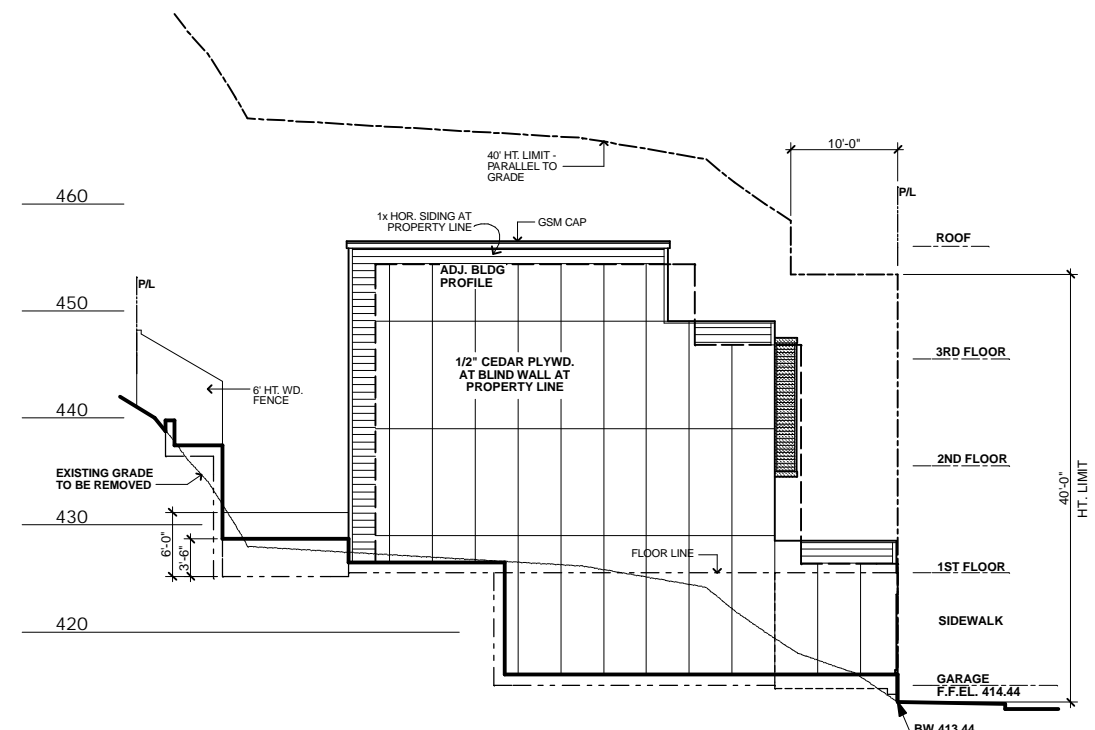 10'-0"
40' HT. LIMIT -
PARALLEL TO
GRADE
P/L
460
1x HOR. SIDING AT
PROPERTY LINE
GSM CAP
ROOF
ADJ. BLDG
PROFILE
P/L
450
3RD FLOOR
1/2" CEDAR PLYWD.
AT BLIND WALL AT
PROPERTY LINE
6' HT. WD.
FENCE
440
2ND FLOOR
EXISTING GRADE
TO BE REMOVED
40'-0"
HT. LIMIT
430
6'-0"
3'-6"
FLOOR LINE
1ST FLOOR
420
SIDEWALK
GARAGE
F.F.EL. 414.44
BW 413.44